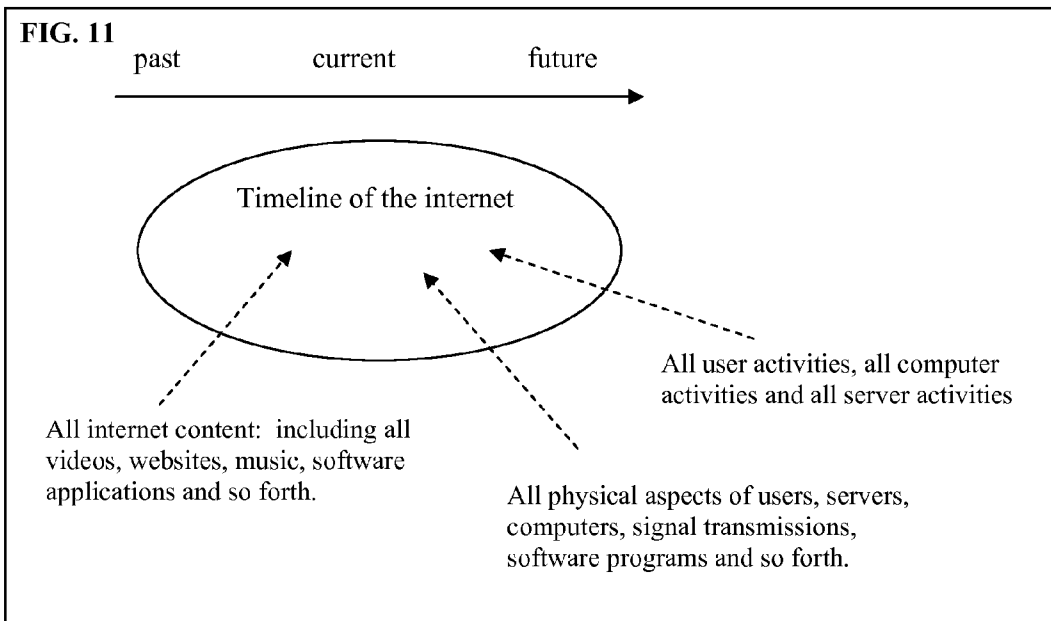 FIG. 11
past current future
Timeline of the internet
All user activities, all computer
activities and all server activities
All internet content: including all
videos, websites, music, software
applications and so forth.
All physical aspects of users, servers,
computers, signal transmissions,
software programs and so forth.